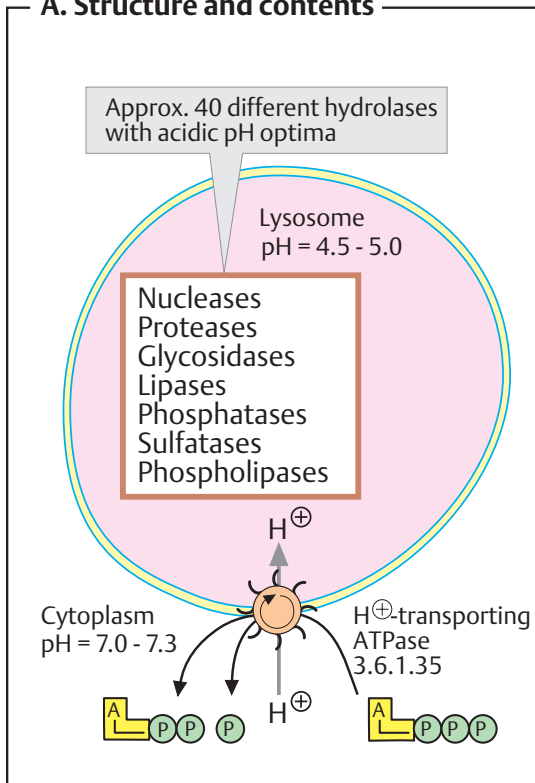 A. Structure and contents
Approx. 40 different hydrolases
with acidic pH optima
Lysosome
pH = 4.5 - 5.0
Nucleases
Proteases
Glycosidases
Lipases
Phosphatases
Sulfatases
Phospholipases
H⊕
Cytoplasm
pH = 7.0 - 7.3
H⊕-transporting
ATPase
3.6.1.35
A P P P
H⊕
A P P P